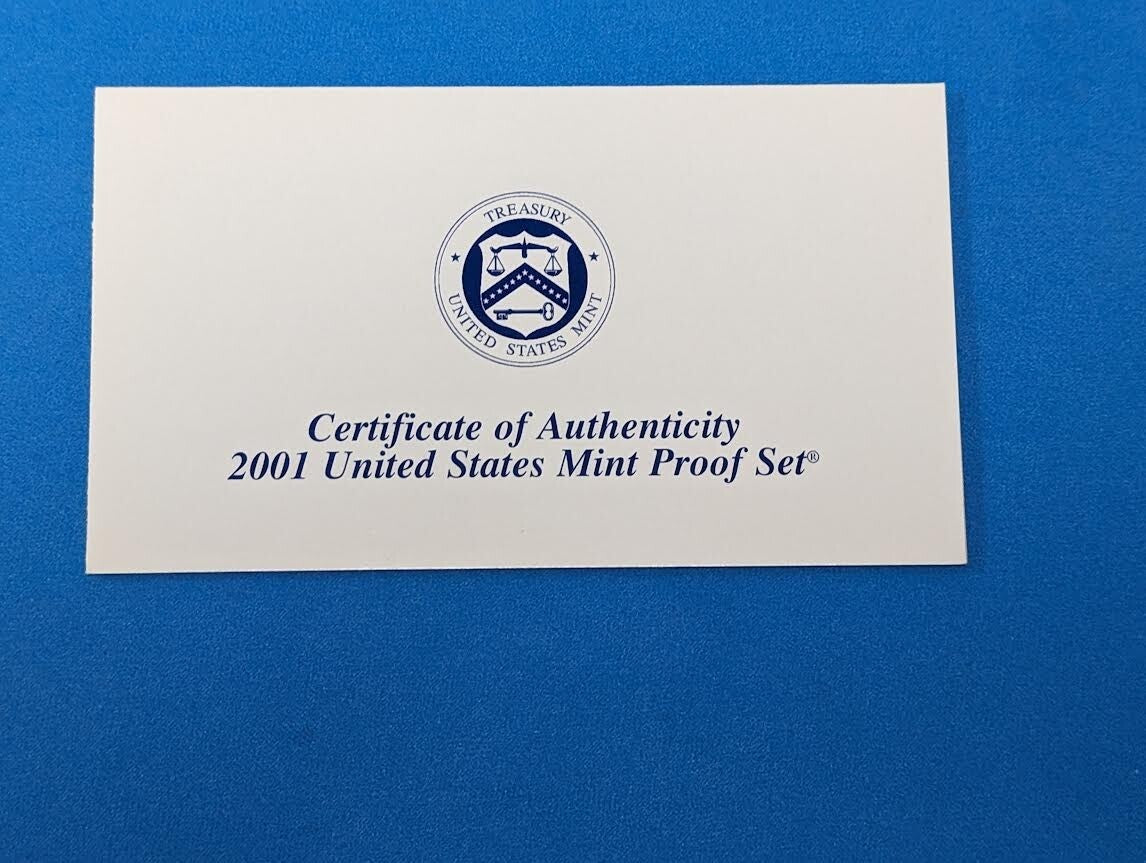 TREASURY
UNITED STATES MINT
Certificate of Authenticity
2001 United States Mint Proof Set®